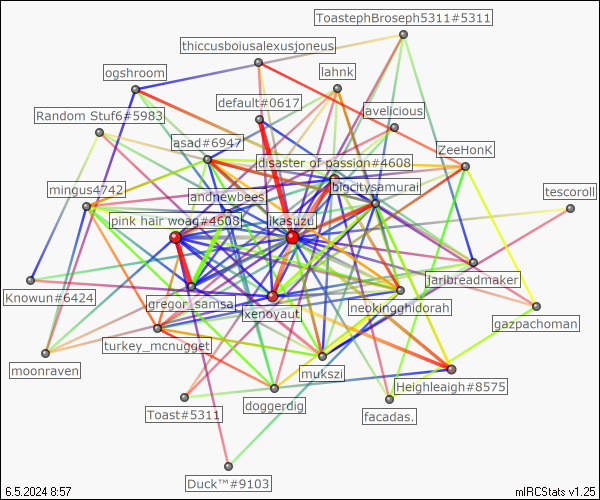 ToastephBroseph5311#5311
thiccusboiusalexusjoneus
ogshroom
lahnk
default#0617
avelicious
Random Stuf6#5983
asad#6947
ZeeHonK
disaster of passion#4608
mingus4742
bigcitysamurai
andnewbees
tescoroll
pink hair woag#4608
ikasuzu
jaribreadmaker
Knowun#6424
gregor_samsa
neokingghidorah
xenoyaut
gazpachoman
turkey_mcnugget
moonraven
mukszi
Heighleaigh#8575
doggerdig
Toast#5311
facadas.
Duck™#9103
6.5.2024 8:57
mIRCStats v1.25